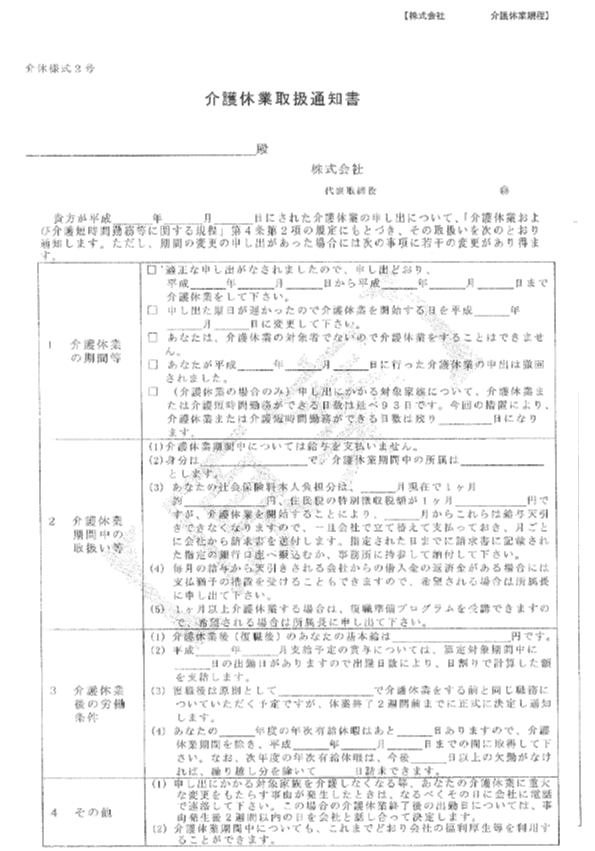 【株式会社　　　　介護休業規程】
介休様式2号
介護休業取扱通知書
＿＿＿＿＿＿＿＿＿＿＿＿殿
株式会社
代表取締役　　　　　　㊞
貴方が平成＿＿＿年＿＿＿月＿＿＿日にされた介護休業の申し出について、「介護休業およ
び介護短時間勤務等に関する規程」第4条第2項の規定にもとづき、その取扱いを次のとおり
通知します。ただし、期間の変更の申し出があった場合には次の事項に若干の変更があり得ま
す。
1　介護休業
の期間等
□ 適正な申し出がなされましたので、申し出どおり、
平成＿＿＿年＿＿＿月＿＿＿日から平成＿＿＿年＿＿＿月＿＿＿日まで
介護休業をして下さい。
□ 申し出た期日が遅かったので介護休業を開始する日を平成＿＿＿年
＿＿＿月＿＿＿日に変更して下さい。
□ あなたは、介護休業の対象者でないので介護休業をすることはできませ
ん。
□ あなたが平成＿＿＿年＿＿＿月＿＿＿日に行った介護休業の申出は撤回
されました。
□ (介護休業の場合のみ) 申し出にかかる対象家族について、介護休業ま
たは介護短時間勤務ができる日数は延べ93日です。今回の措置により、
介護休業または介護短時間勤務ができる日数は残り＿＿＿日になり
ます。
2　介護休業
期間中の
取扱い等
(1)介護休業期間中については給与を支払いません。
(2)身分は＿＿＿＿＿＿で、介護休業期間中の所属は＿＿＿＿＿＿
とします。
(3) あなたの社会保険料本人負担分は、＿＿＿月現在で1ヶ月
約＿＿＿＿＿円、住民税の特別徴収税額が1ヶ月＿＿＿＿＿円で
すが、介護休業を開始することにより、＿＿＿月からこれらは給与天引
きできなくなりますので、一旦会社で立て替えて支払っておき、月ごと
に会社から請求書を送付します。指定された日までに請求書に記載され
た指定の銀行口座へ振込むか、事務所に持参して納付して下さい。
(4) 毎月の給与から天引きされる会社からの借入金の返済金がある場合には
支払猶予の措置を受けることもできますので、希望される場合は所属長
に申し出て下さい。
(5) 1ヶ月以上介護休業する場合は、復職準備プログラムを受講できますの
で、希望される場合は所属長に申し出て下さい。
3　介護休業
後の労働
条件
(1) 介護休業後(復職後)のあなたの基本給は＿＿＿＿＿＿円です。
(2) 平成＿＿＿年＿＿＿月支給予定の賞与については、算定対象期間中に
＿＿＿日の出勤日がありますので出勤日数により、日割りで計算した額
を支給します。
(3) 復職後は原則として＿＿＿＿＿＿で介護休業をする前と同じ職務に
ついていただく予定ですが、休業終了2週間前までに正式に決定し通知
します。
(4) あなたの＿＿＿年度の年次有給休暇はあと＿＿＿日ありますので、介護
休業期間を除き、平成＿＿＿年＿＿＿月＿＿＿日までの間に取得して下
さい。なお、次年度の年次有給休暇は、今後＿＿＿日以上の欠勤がなけ
れば、繰り越し分を除いて＿＿＿日請求できます。
4　その他
(1) 申し出にかかる対象家族を介護しなくなる等、あなたの介護休業に重大
な変更をもたらす事由が発生したときは、なるべくその日に会社に電話
で連絡して下さい。この場合の介護休業終了後の出勤日については、事
由発生後2週間以内の日を会社と話し合って決定します。
(2) 介護休業期間中についても、これまでどおり会社の福利厚生等を利用す
ることができます。